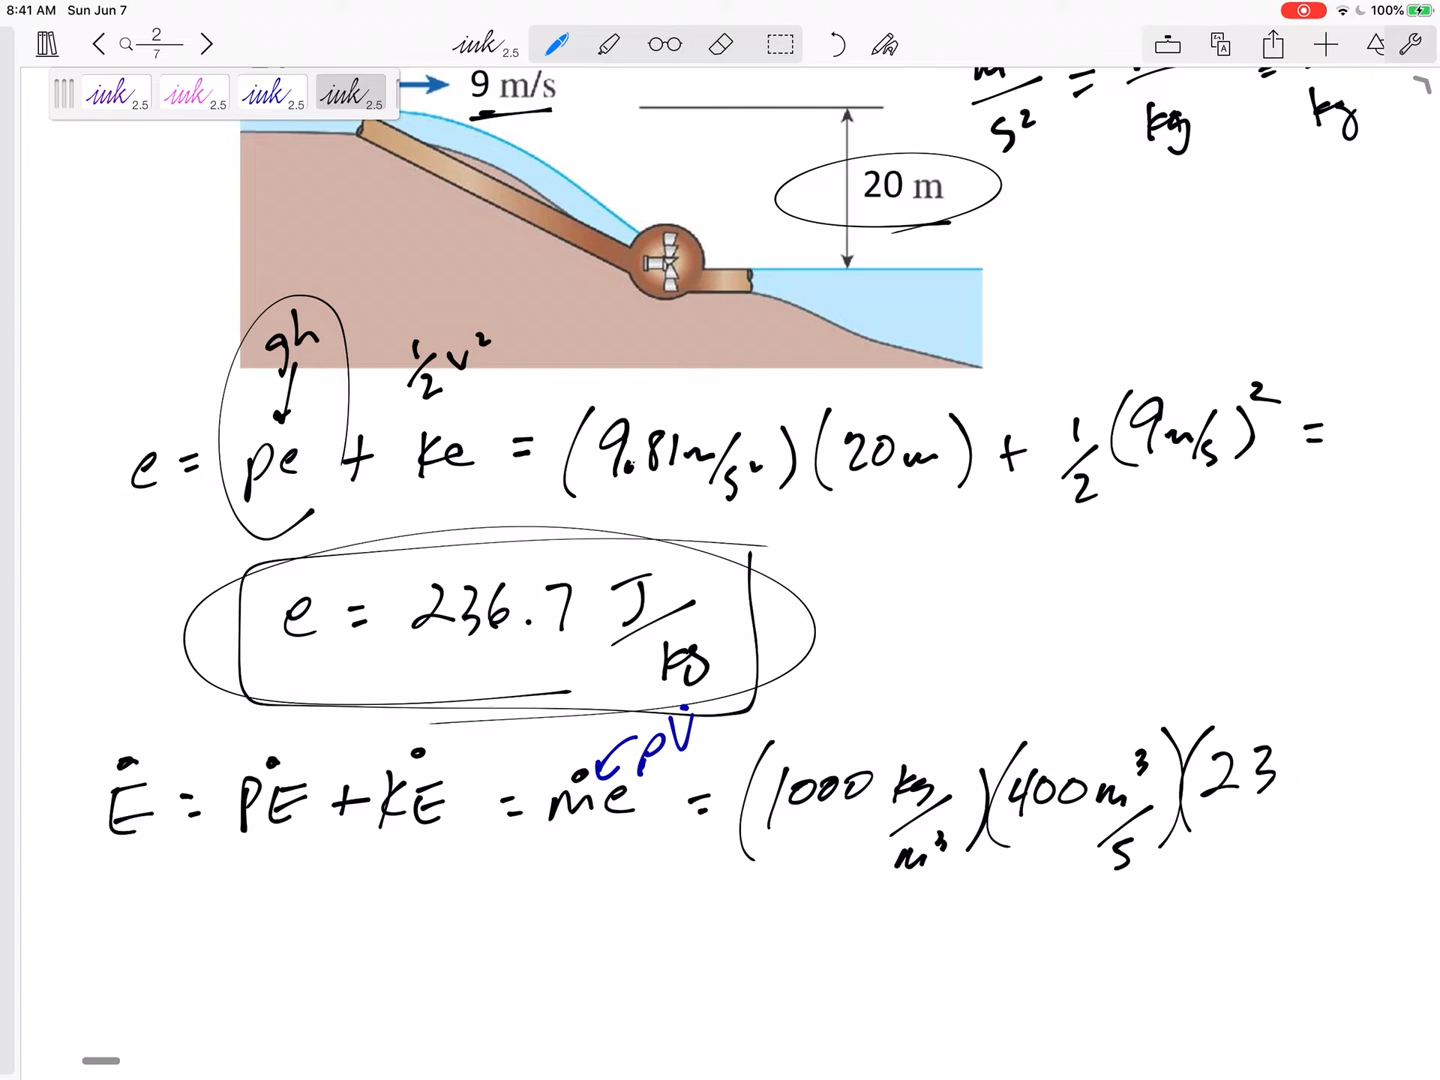 8:41 AM Sun Jun 7
100%
2
7
ink 2.5
ink 2.5
ink 2.5
ink 2.5
ink 2.5
9 m/s
m/s² = /kg = /kg
20 m
gh
½v²
e = pe + ke = (9.81 m/s²)(20m) + ½(9m/s)² =
e = 236.7 J/kg
ρV̇
Ė = PĖ + KĖ = ṁe = (1000 kg/m³)(400 m³/s)(23